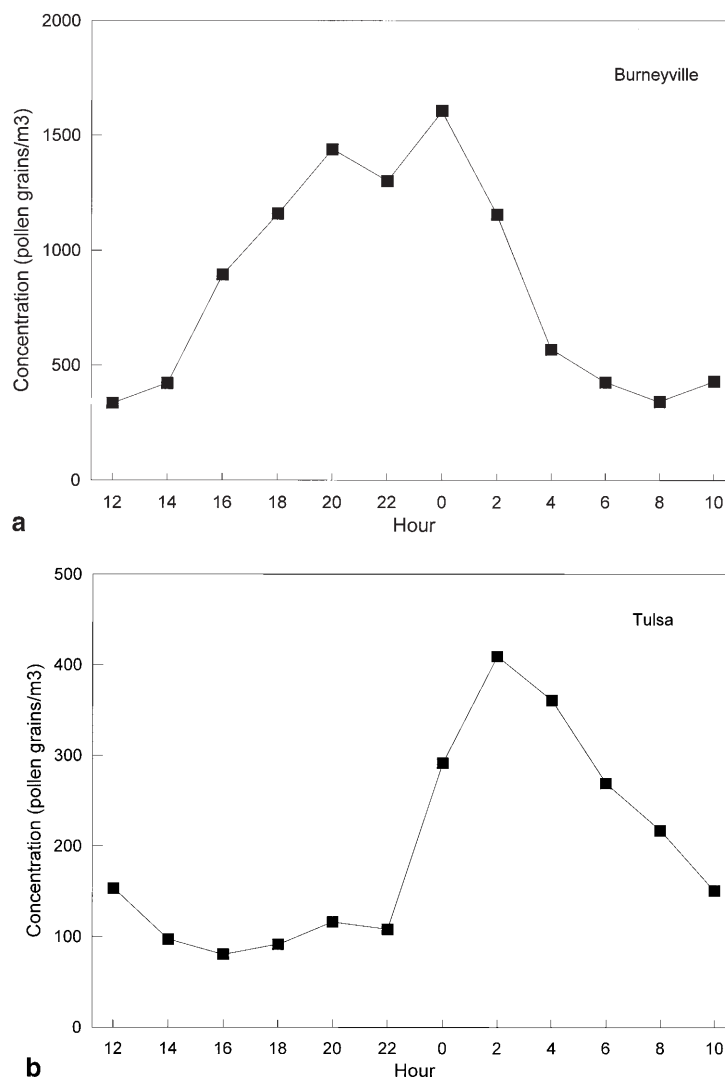 2000
Burneyville
1500
1000
500
0
Concentration (pollen grains/m3)
12 14 16 18 20 22 0 2 4 6 8 10
Hour
a
500
Tulsa
400
300
200
100
0
Concentration (pollen grains/m3)
12 14 16 18 20 22 0 2 4 6 8 10
Hour
b